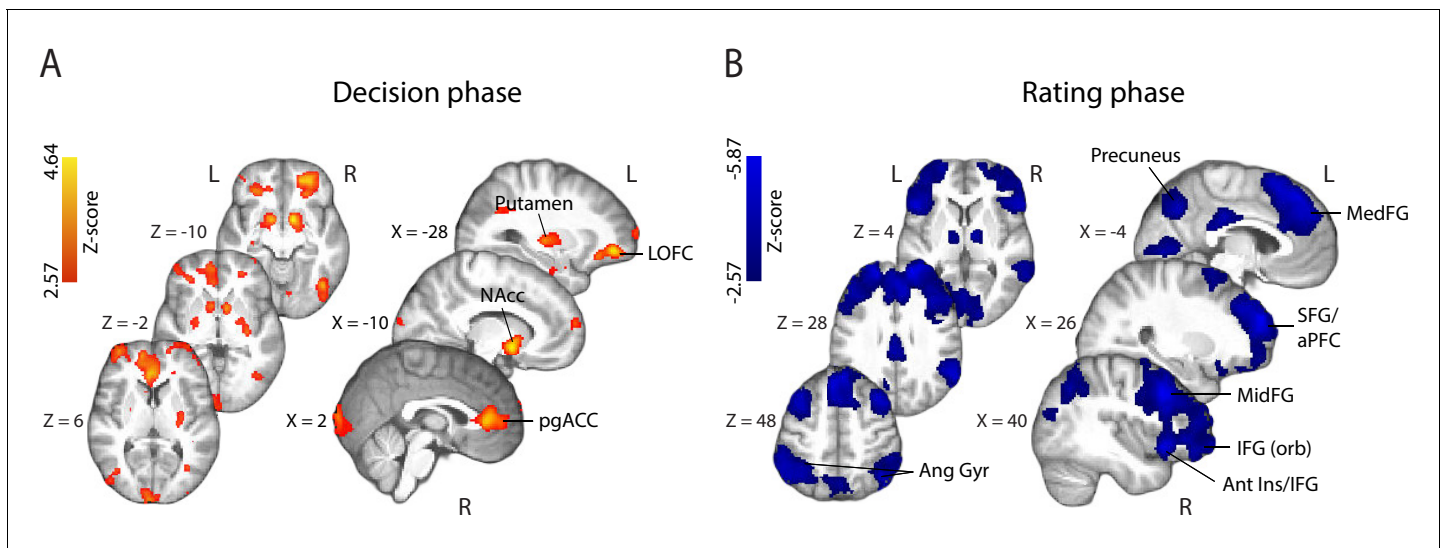 A
Decision phase
4.64
Z-score
2.57
L
R
Z = -10
Z = -2
Z = 6
L
Putamen
X = -28
LOFC
NAcc
X = -10
X = 2
pgACC
R
B
Rating phase
-5.87
Z-score
-2.57
L
R
Z = 4
Z = 28
Z = 48
Ang Gyr
Precuneus
L
MedFG
X = -4
X = 26
SFG/
aPFC
MidFG
X = 40
IFG (orb)
Ant Ins/IFG
R